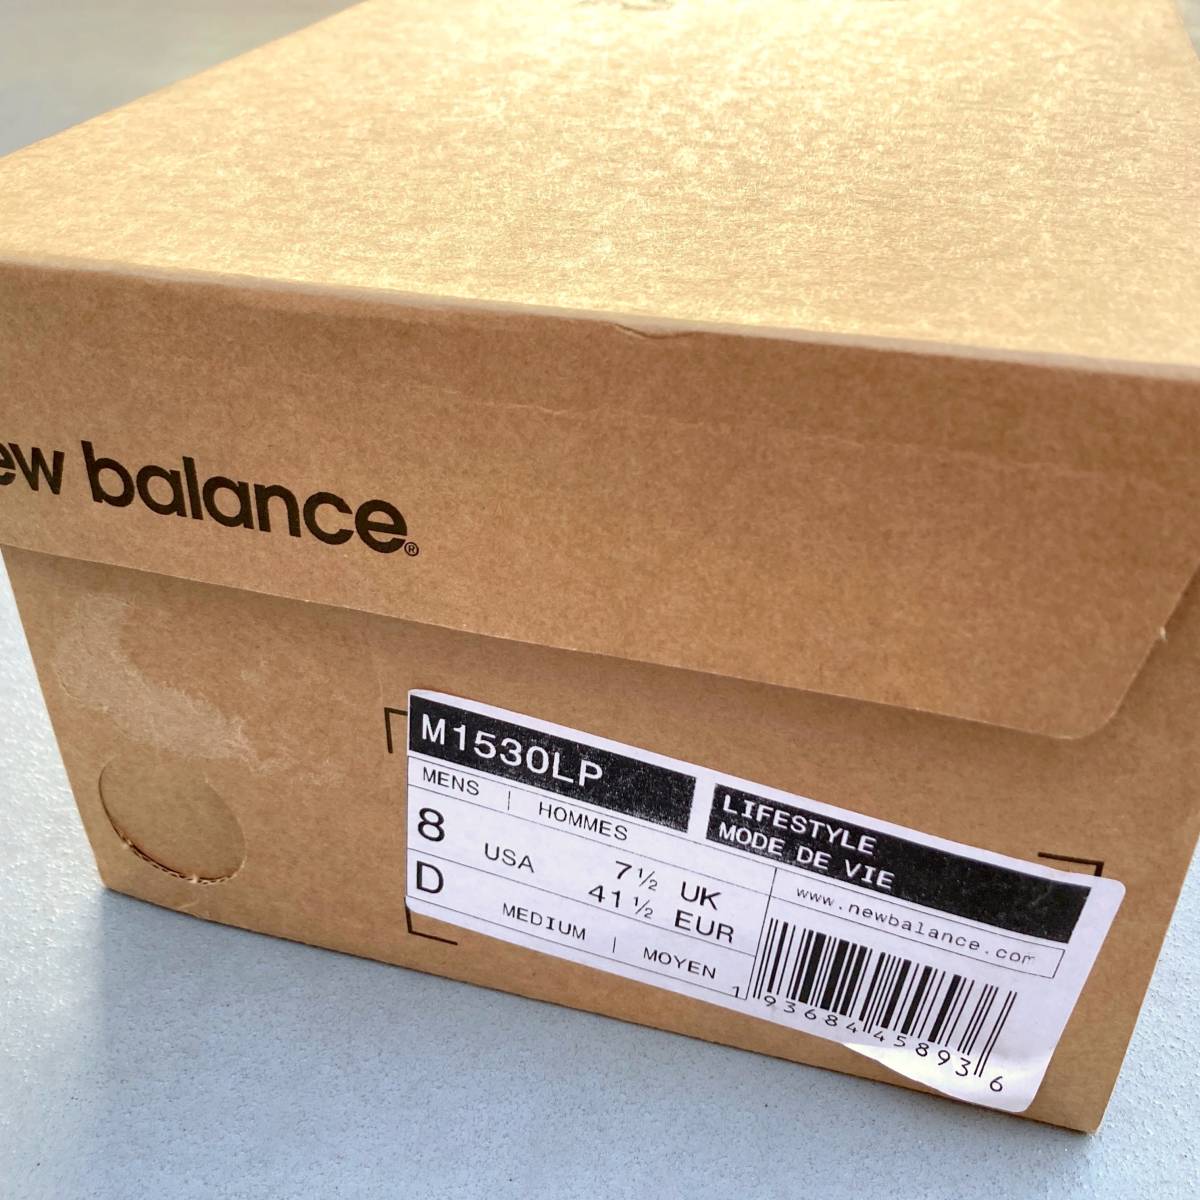 ew balance®
M1530LP
LIFESTYLE
MODE DE VIE
MENS | HOMMES
8 USA 7½ UK
41½ EUR
D MEDIUM | MOYEN
www.newbalance.com
1 93684 45893 6